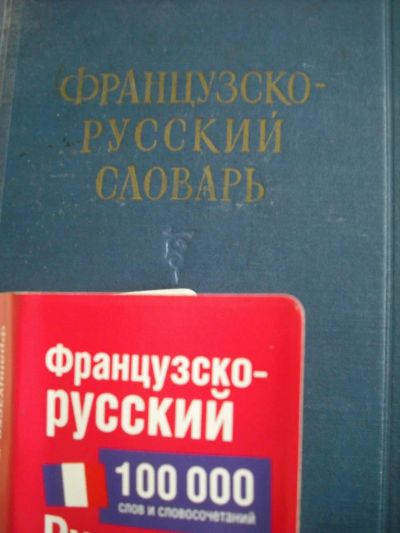 ФРАНЦУЗСКО-
РУССКИЙ
СЛОВАРЬ
Французско-
русский
100 000
слов и словосочетаний